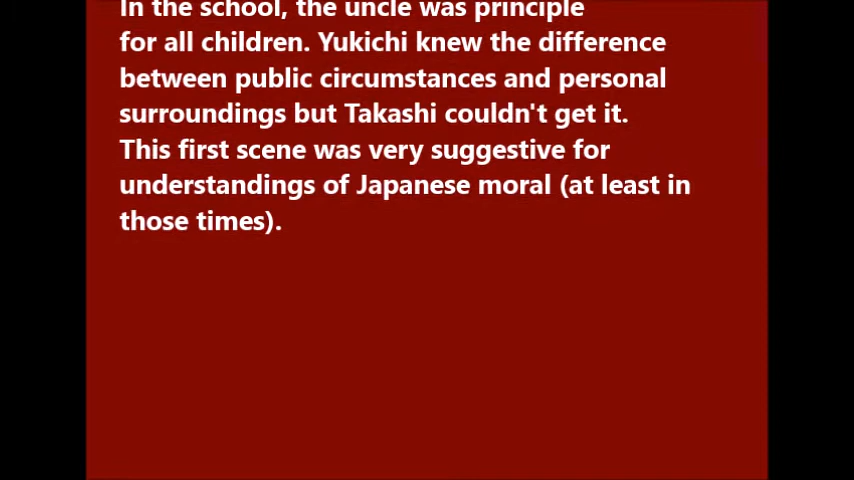 In the school, the uncle was principle
for all children. Yukichi knew the difference
between public circumstances and personal
surroundings but Takashi couldn't get it.
This first scene was very suggestive for
understandings of Japanese moral (at least in
those times).